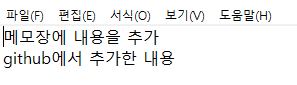 파일(F) 편집(E) 서식(O) 보기(V) 도움말(H)
메모장에 내용을 추가
github에서 추가한 내용